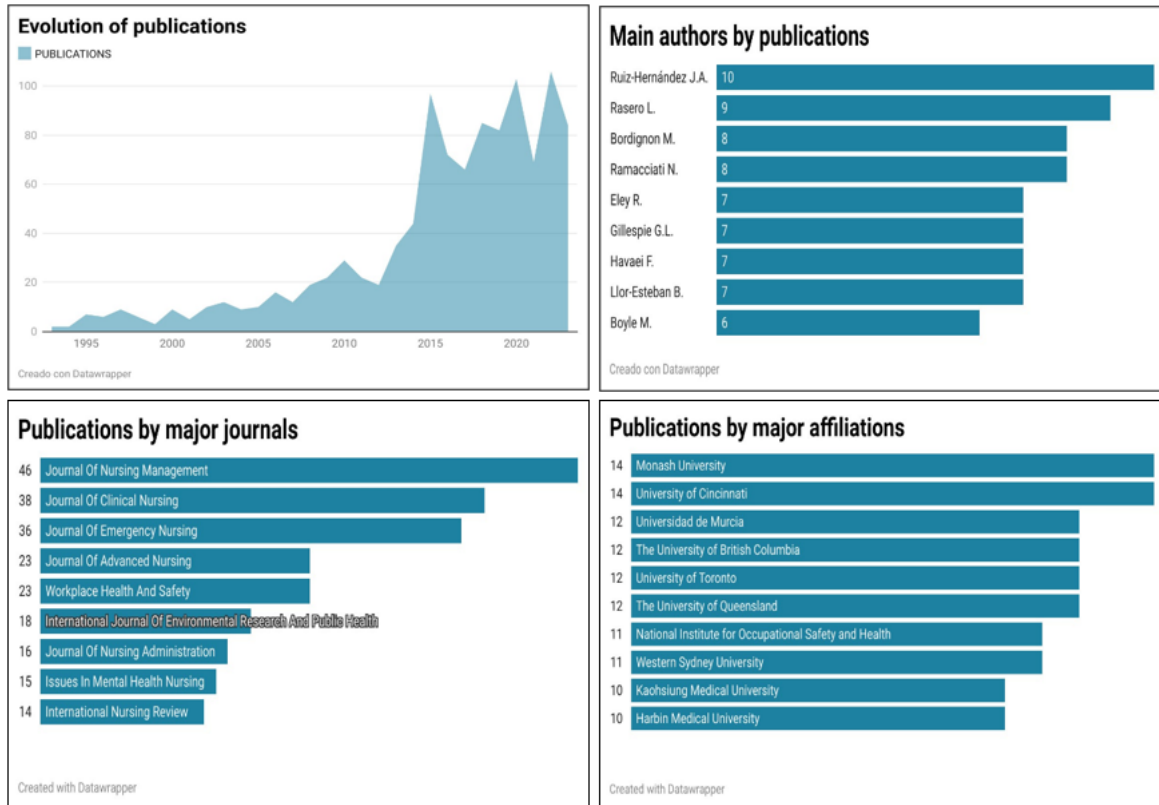 Evolution of publications
PUBLICATIONS
100
80
60
40
20
0
1995 2000 2005 2010 2015 2020
Creado con Datawrapper
Main authors by publications
Ruiz-Hernández J.A. 10
Rasero L. 9
Bordignon M. 8
Ramacciati N. 8
Eley R. 7
Gillespie G.L. 7
Havaei F. 7
Llor-Esteban B. 7
Boyle M. 6
Creado con Datawrapper
Publications by major journals
46 Journal Of Nursing Management
38 Journal Of Clinical Nursing
36 Journal Of Emergency Nursing
23 Journal Of Advanced Nursing
23 Workplace Health And Safety
18 International Journal Of Environmental Research And Public Health
16 Journal Of Nursing Administration
15 Issues In Mental Health Nursing
14 International Nursing Review
Created with Datawrapper
Publications by major affiliations
14 Monash University
14 University of Cincinnati
12 Universidad de Murcia
12 The University of British Columbia
12 University of Toronto
12 The University of Queensland
11 National Institute for Occupational Safety and Health
11 Western Sydney University
10 Kaohsiung Medical University
10 Harbin Medical University
Created with Datawrapper